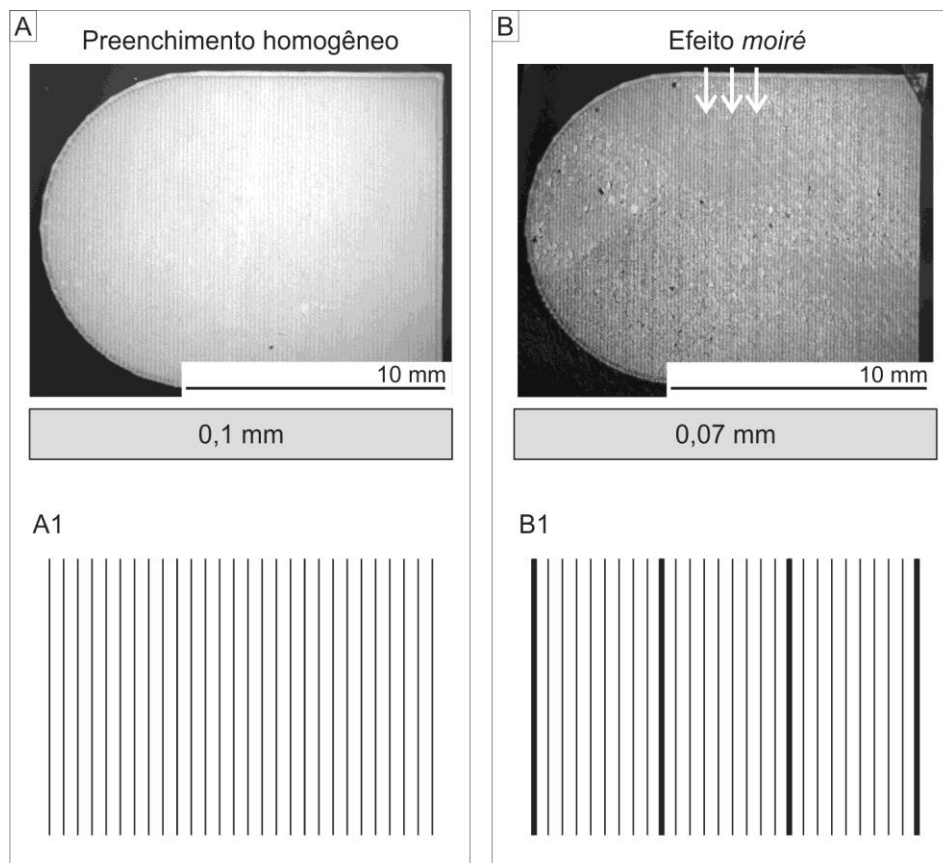 A
Preenchimento homogêneo
10 mm
0,1 mm
A1
B
Efeito moiré
10 mm
0,07 mm
B1